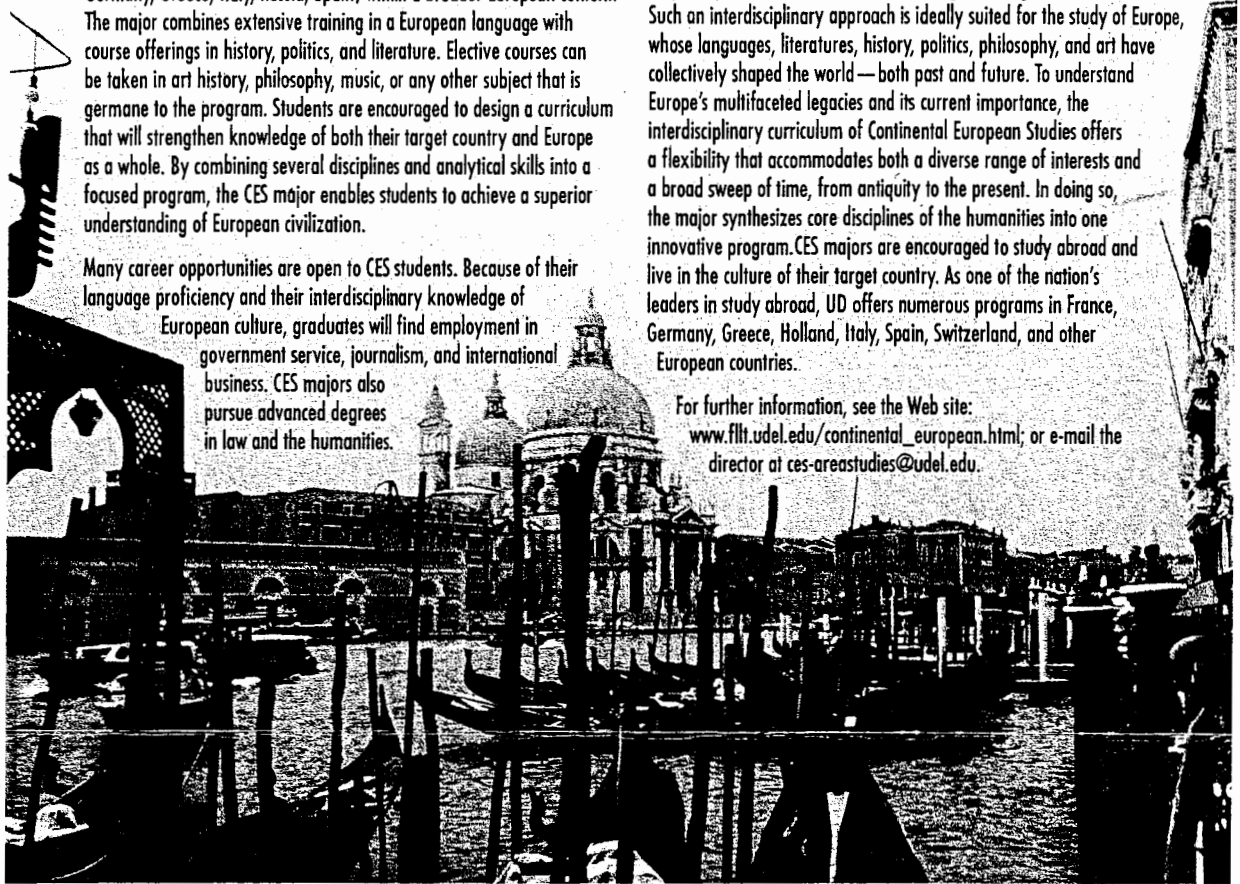 Germany, Greece, Italy, Russia, Spain, within a broader European context.
The major combines extensive training in a European language with
course offerings in history, politics, and literature. Elective courses can
be taken in art history, philosophy, music, or any other subject that is
germane to the program. Students are encouraged to design a curriculum
that will strengthen knowledge of both their target country and Europe
as a whole. By combining several disciplines and analytical skills into a
focused program, the CES major enables students to achieve a superior
understanding of European civilization.
Many career opportunities are open to CES students. Because of their
language proficiency and their interdisciplinary knowledge of
European culture, graduates will find employment in
government service, journalism, and international
business. CES majors also
pursue advanced degrees
in law and the humanities.
Such an interdisciplinary approach is ideally suited for the study of Europe,
whose languages, literatures, history, politics, philosophy, and art have
collectively shaped the world—both past and future. To understand
Europe's multifaceted legacies and its current importance, the
interdisciplinary curriculum of Continental European Studies offers
a flexibility that accommodates both a diverse range of interests and
a broad sweep of time, from antiquity to the present. In doing so,
the major synthesizes core disciplines of the humanities into one
innovative program.CES majors are encouraged to study abroad and
live in the culture of their target country. As one of the nation's
leaders in study abroad, UD offers numerous programs in France,
Germany, Greece, Holland, Italy, Spain, Switzerland, and other
European countries.
For further information, see the Web site:
www.fllt.udel.edu/continental_european.html; or e-mail the
director at ces-areastudies@udel.edu.